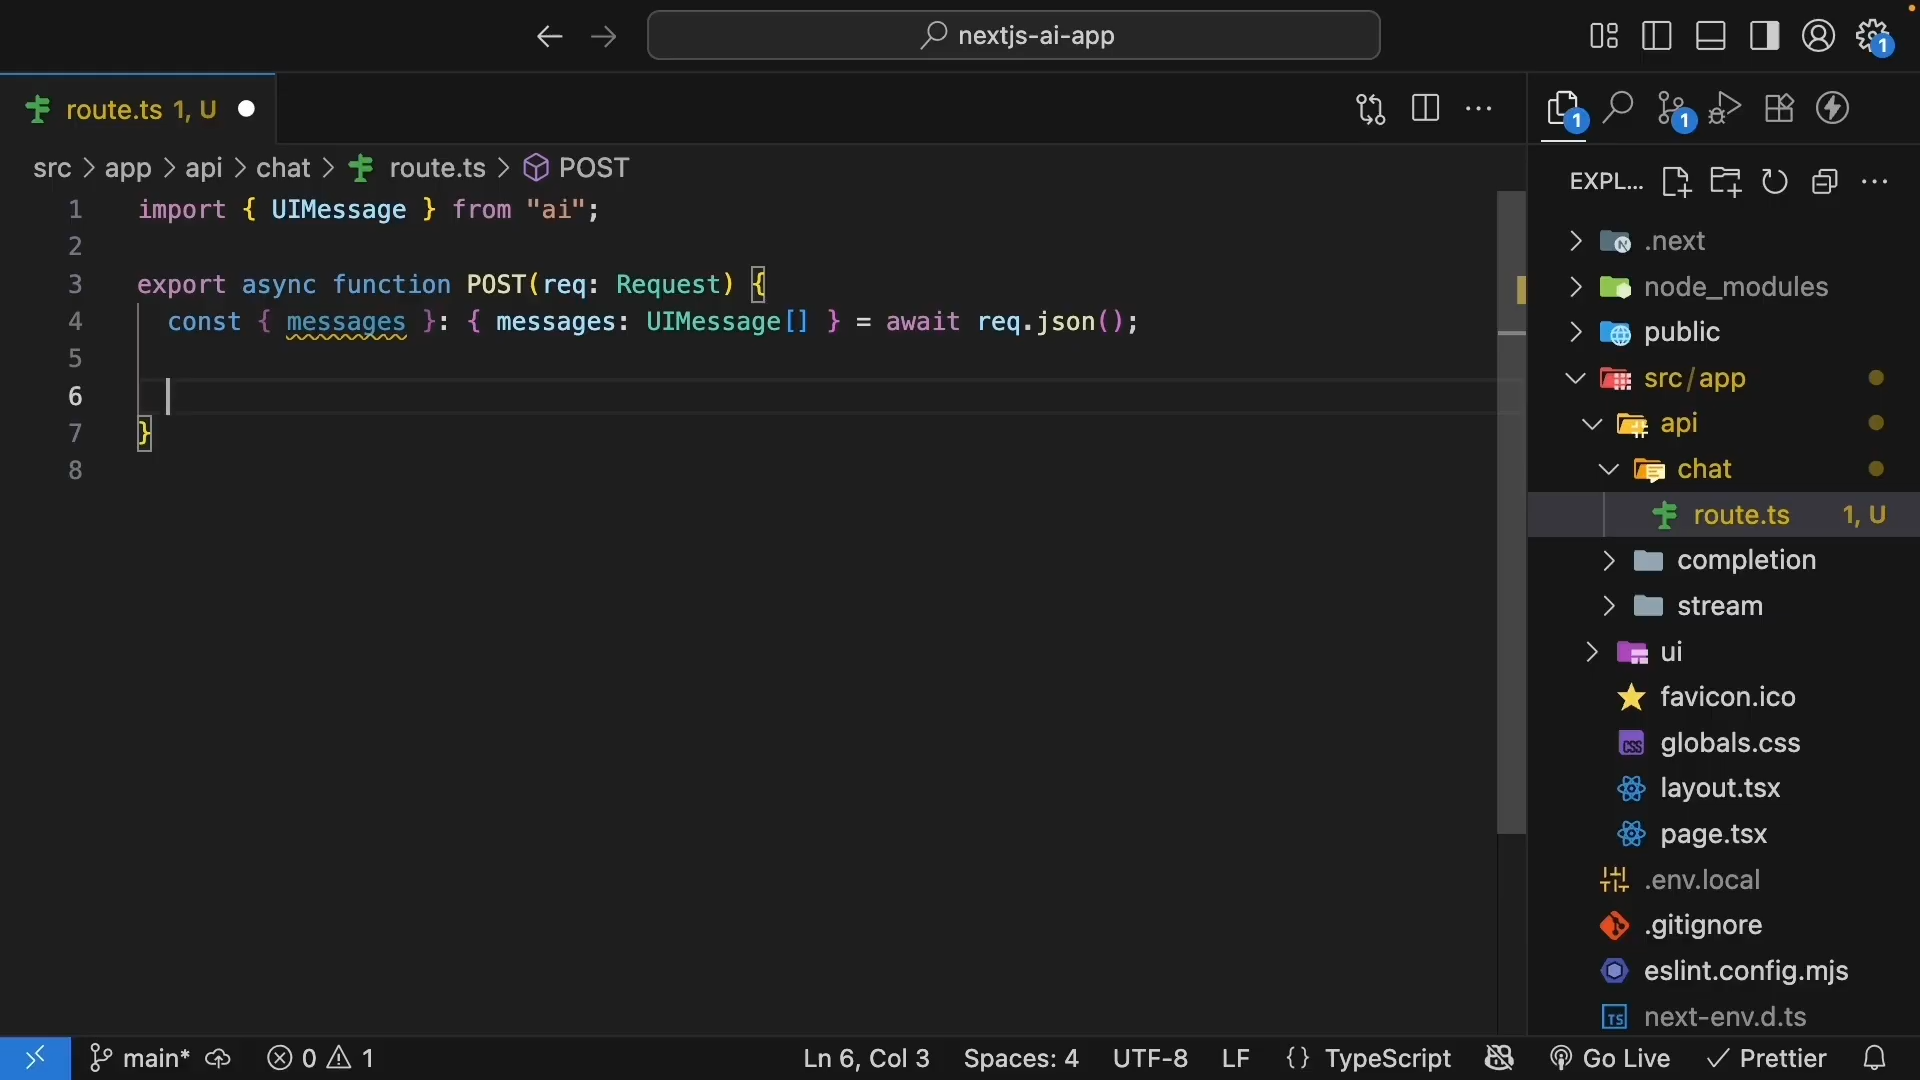 nextjs-ai-app
1
route.ts 1, U
1
1
src > app > api > chat > route.ts > POST
EXPL...
1 import { UIMessage } from "ai";
2
3 export async function POST(req: Request) {
4 const { messages }: { messages: UIMessage[] } = await req.json();
5
6
7 }
8
.next
node_modules
public
src/app
api
chat
route.ts 1, U
completion
stream
ui
favicon.ico
globals.css
layout.tsx
page.tsx
.env.local
.gitignore
eslint.config.mjs
next-env.d.ts
main* 0 1 Ln 6, Col 3 Spaces: 4 UTF-8 LF {} TypeScript Go Live Prettier